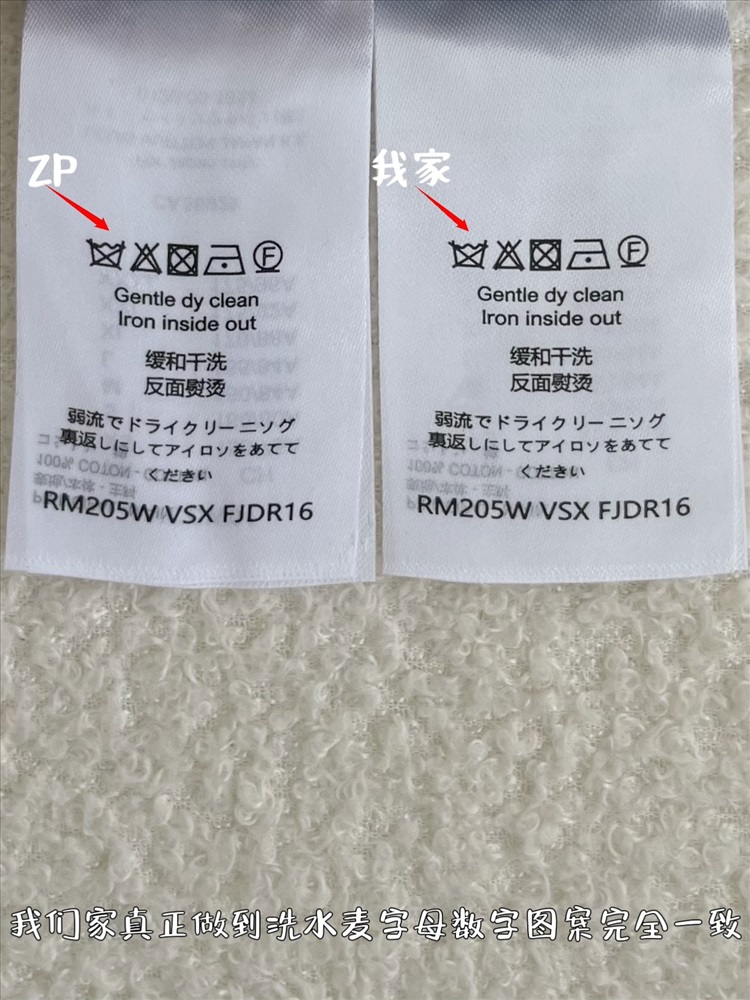 ZP
Gentle dy clean
Iron inside out
缓和干洗
反面熨烫
弱流でドライクリーニソグ
裏返しにしてアイロソをあてて
ください
RM205W VSX FJDR16
我家
Gentle dy clean
Iron inside out
缓和干洗
反面熨烫
弱流でドライクリーニソグ
裏返しにしてアイロソをあてて
ください
RM205W VSX FJDR16
我们家真正做到洗水麦字母数字图案完全一致